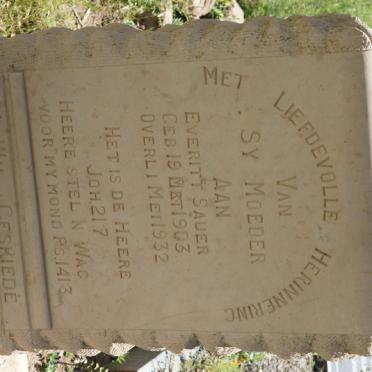 MET LIEFDEVOLLE HERINNERING
VAN
SY MOEDER
AAN
EVERITT SAUER
GEB 19 1903
OVERL 1 MEI 1932
HET IS DE HEERE
JOH 21.7
HEERE STEL N WAG
VOOR MY MOND PS.141.3
GESKIEDE